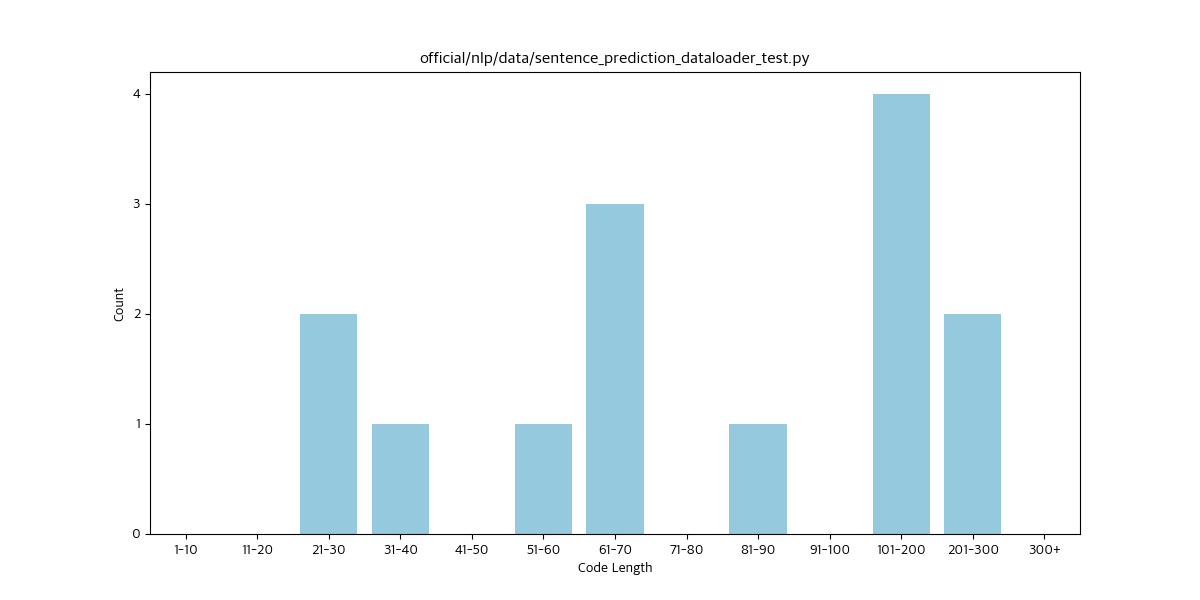 official/nlp/data/sentence_prediction_dataloader_test.py
4
3
2
1
0
Count
1-10 11-20 21-30 31-40 41-50 51-60 61-70 71-80 81-90 91-100 101-200 201-300 300+
Code Length